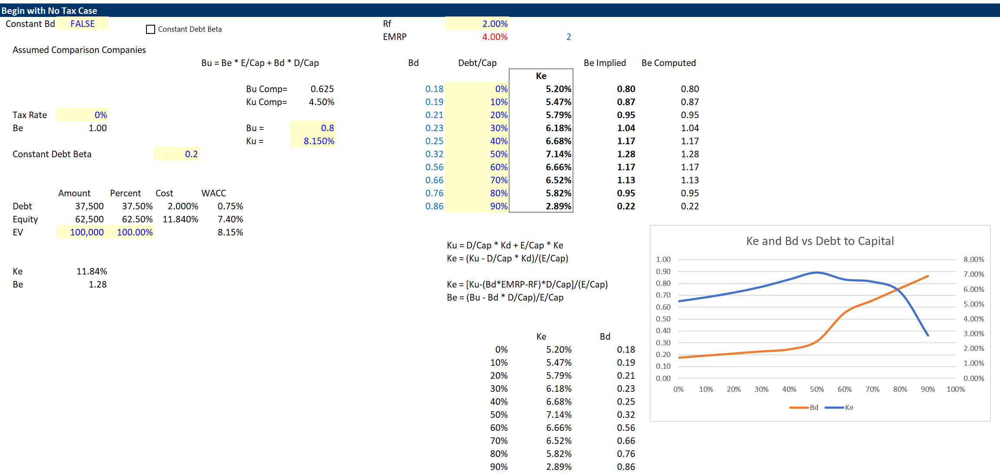 Begin with No Tax Case
Constant Bd FALSE Constant Debt Beta Rf 2.00%
EMRP 4.00% 2
Assumed Comparison Companies
Bu = Be * E/Cap + Bd * D/Cap Bd Debt/Cap Be Implied Be Computed
Ke
Bu Comp= 0.625 0.18 0% 5.20% 0.80 0.80
Ku Comp= 4.50% 0.19 10% 5.47% 0.87 0.87
Tax Rate 0% 0.21 20% 5.79% 0.95 0.95
Be 1.00 Bu = 0.8 0.23 30% 6.18% 1.04 1.04
Ku = 8.150% 0.25 40% 6.68% 1.17 1.17
Constant Debt Beta 0.2 0.32 50% 7.14% 1.28 1.28
0.56 60% 6.66% 1.17 1.17
0.66 70% 6.52% 1.13 1.13
Amount Percent Cost WACC 0.76 80% 5.82% 0.95 0.95
Debt 37,500 37.50% 2.000% 0.75% 0.86 90% 2.89% 0.22 0.22
Equity 62,500 62.50% 11.840% 7.40%
EV 100,000 100.00% 8.15%
Ku = D/Cap * Kd + E/Cap * Ke
Ke = (Ku - D/Cap * Kd)/(E/Cap)
Ke 11.84%
Be 1.28 Ke = [Ku-(Bd*EMRP-RF)*D/Cap]/(E/Cap)
Be = (Bu - Bd * D/Cap)/E/Cap
Ke Bd
0% 5.20% 0.18
10% 5.47% 0.19
20% 5.79% 0.21
30% 6.18% 0.23
40% 6.68% 0.25
50% 7.14% 0.32
60% 6.66% 0.56
70% 6.52% 0.66
80% 5.82% 0.76
90% 2.89% 0.86
Ke and Bd vs Debt to Capital
1.00 8.00%
0.90 7.00%
0.80 6.00%
0.70 5.00%
0.60 4.00%
0.50 3.00%
0.40 2.00%
0.30 1.00%
0.20 0.00%
0.10
0.00
0% 10% 20% 30% 40% 50% 60% 70% 80% 90% 100%
Bd Ke